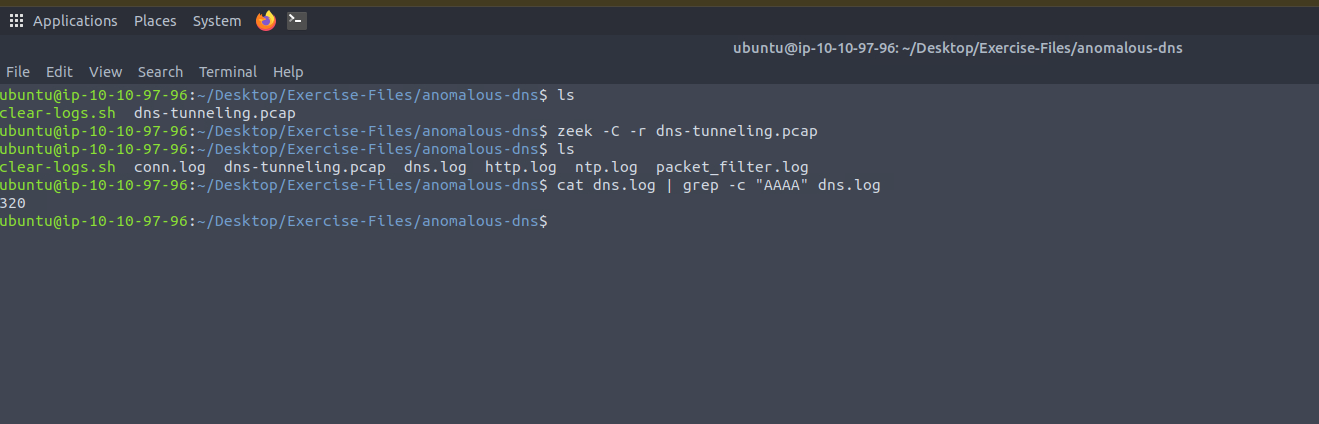 Applications Places System
ubuntu@ip-10-10-97-96: ~/Desktop/Exercise-Files/anomalous-dns
File Edit View Search Terminal Help
ubuntu@ip-10-10-97-96:~/Desktop/Exercise-Files/anomalous-dns$ ls
clear-logs.sh dns-tunneling.pcap
ubuntu@ip-10-10-97-96:~/Desktop/Exercise-Files/anomalous-dns$ zeek -C -r dns-tunneling.pcap
ubuntu@ip-10-10-97-96:~/Desktop/Exercise-Files/anomalous-dns$ ls
clear-logs.sh conn.log dns-tunneling.pcap dns.log http.log ntp.log packet_filter.log
ubuntu@ip-10-10-97-96:~/Desktop/Exercise-Files/anomalous-dns$ cat dns.log | grep -c "AAAA" dns.log
320
ubuntu@ip-10-10-97-96:~/Desktop/Exercise-Files/anomalous-dns$